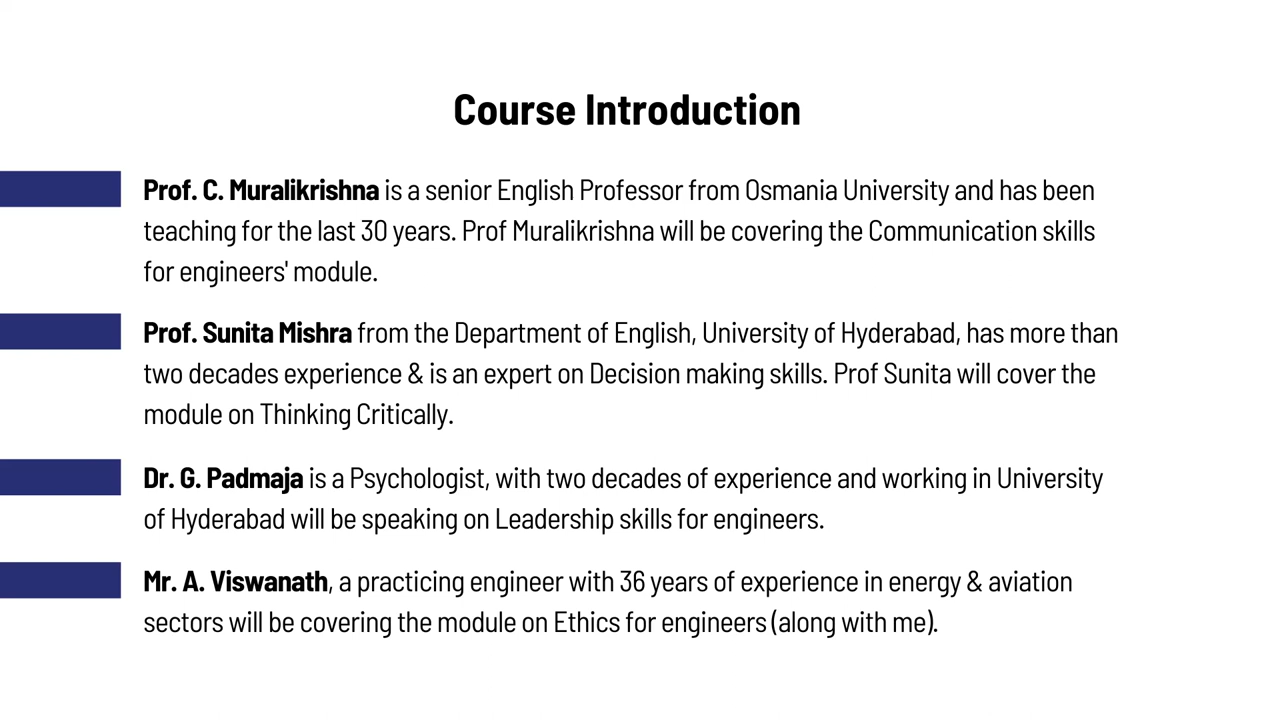 Course Introduction
Prof. C. Muralikrishna is a senior English Professor from Osmania University and has been
teaching for the last 30 years. Prof Muralikrishna will be covering the Communication skills
for engineers' module.
Prof. Sunita Mishra from the Department of English, University of Hyderabad, has more than
two decades experience & is an expert on Decision making skills. Prof Sunita will cover the
module on Thinking Critically.
Dr. G. Padmaja is a Psychologist, with two decades of experience and working in University
of Hyderabad will be speaking on Leadership skills for engineers.
Mr. A. Viswanath, a practicing engineer with 36 years of experience in energy & aviation
sectors will be covering the module on Ethics for engineers (along with me).